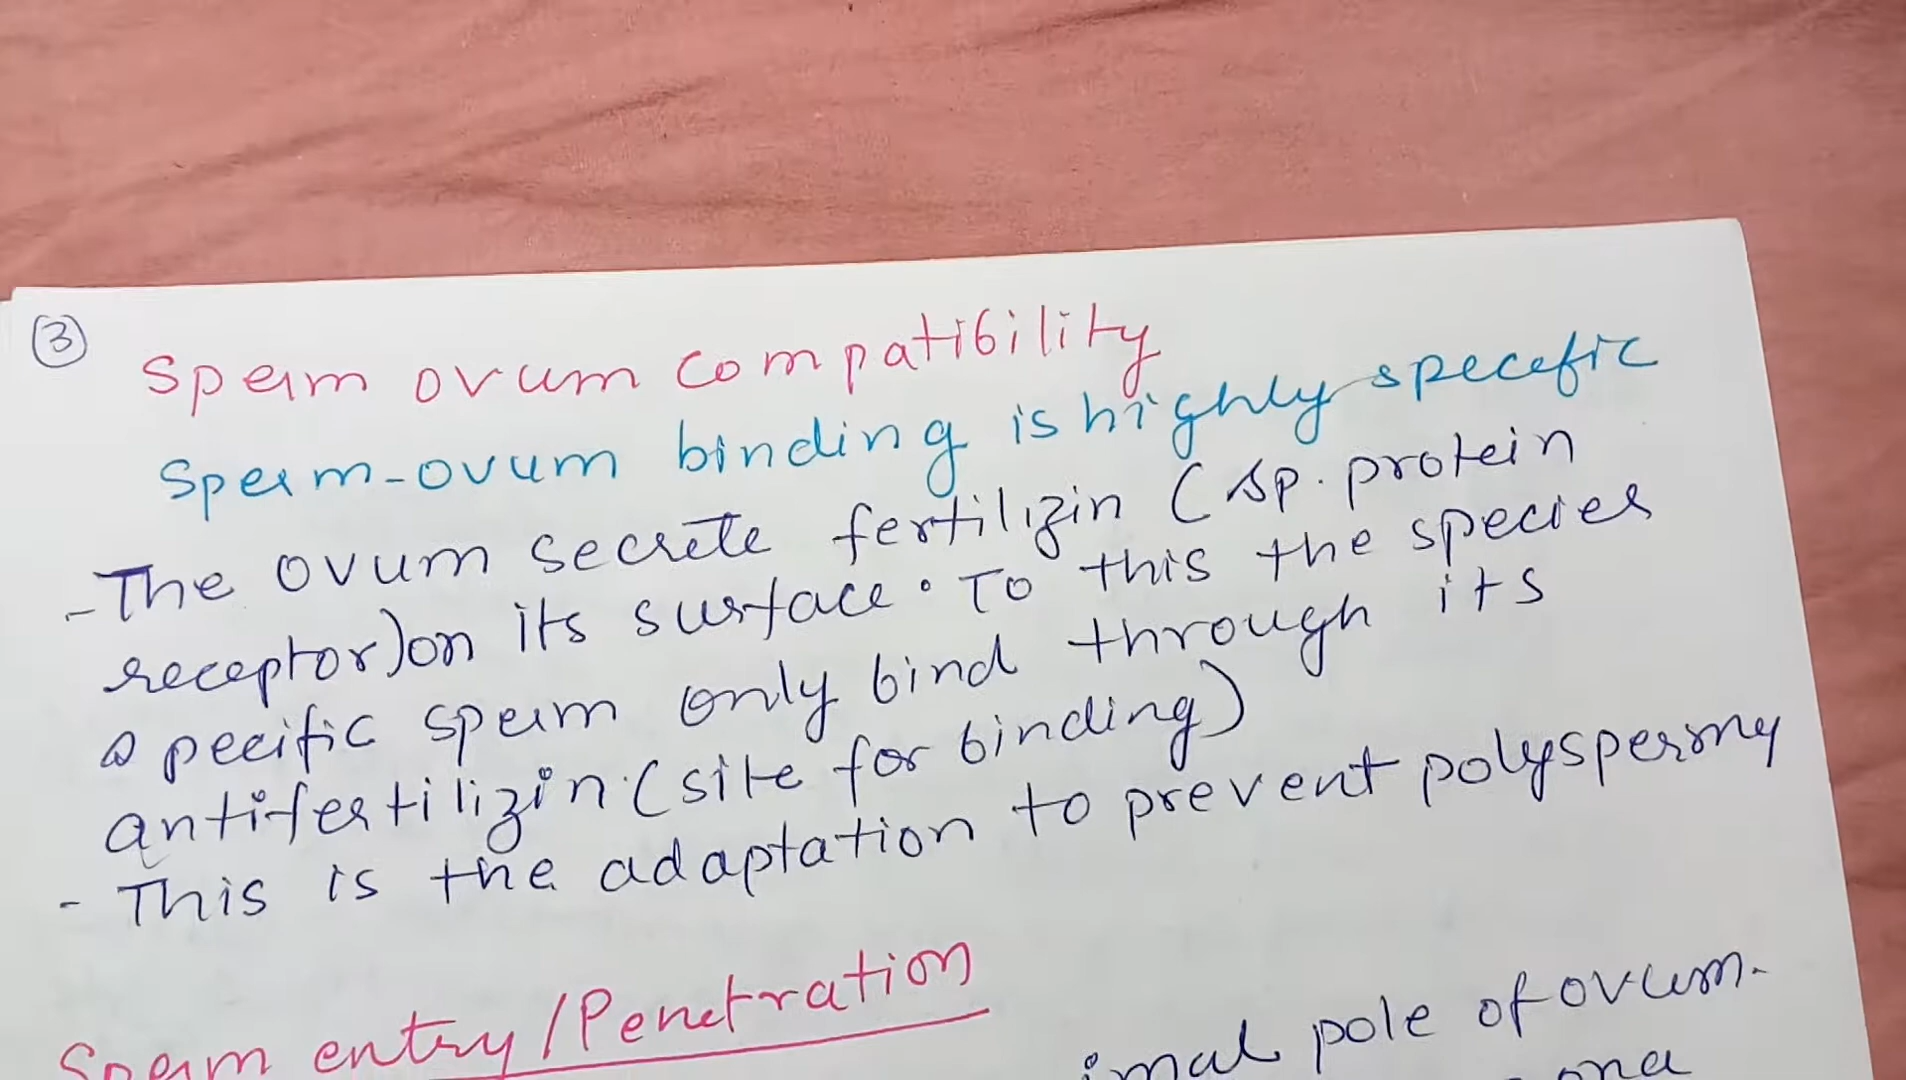 3
Sperm ovum compatibility
Sperm-ovum binding is highly specefic
- The ovum secrete fertilizin (sp. protein
receptor) on its surface. To this the species
specific sperm only bind through its
antifertilizin (site for binding)
- This is the adaptation to prevent polyspermy
Sperm entry/Penetration
pole of ovum.